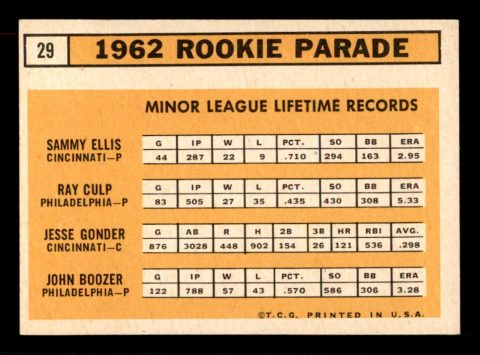 29 1962 ROOKIE PARADE
MINOR LEAGUE LIFETIME RECORDS
SAMMY ELLIS G IP W L PCT. SO BB ERA
CINCINNATI—P 44 287 22 9 .710 294 163 2.95
RAY CULP G IP W L PCT. SO BB ERA
PHILADELPHIA—P 83 505 27 35 .435 430 308 5.33
JESSE GONDER G AB R H 2B 3B HR RBI AVG.
CINCINNATI—C 876 3028 448 902 154 26 121 536 .298
JOHN BOOZER G IP W L PCT. SO BB ERA
PHILADELPHIA—P 122 788 57 43 .570 586 306 3.28
©T.C.G. PRINTED IN U.S.A.